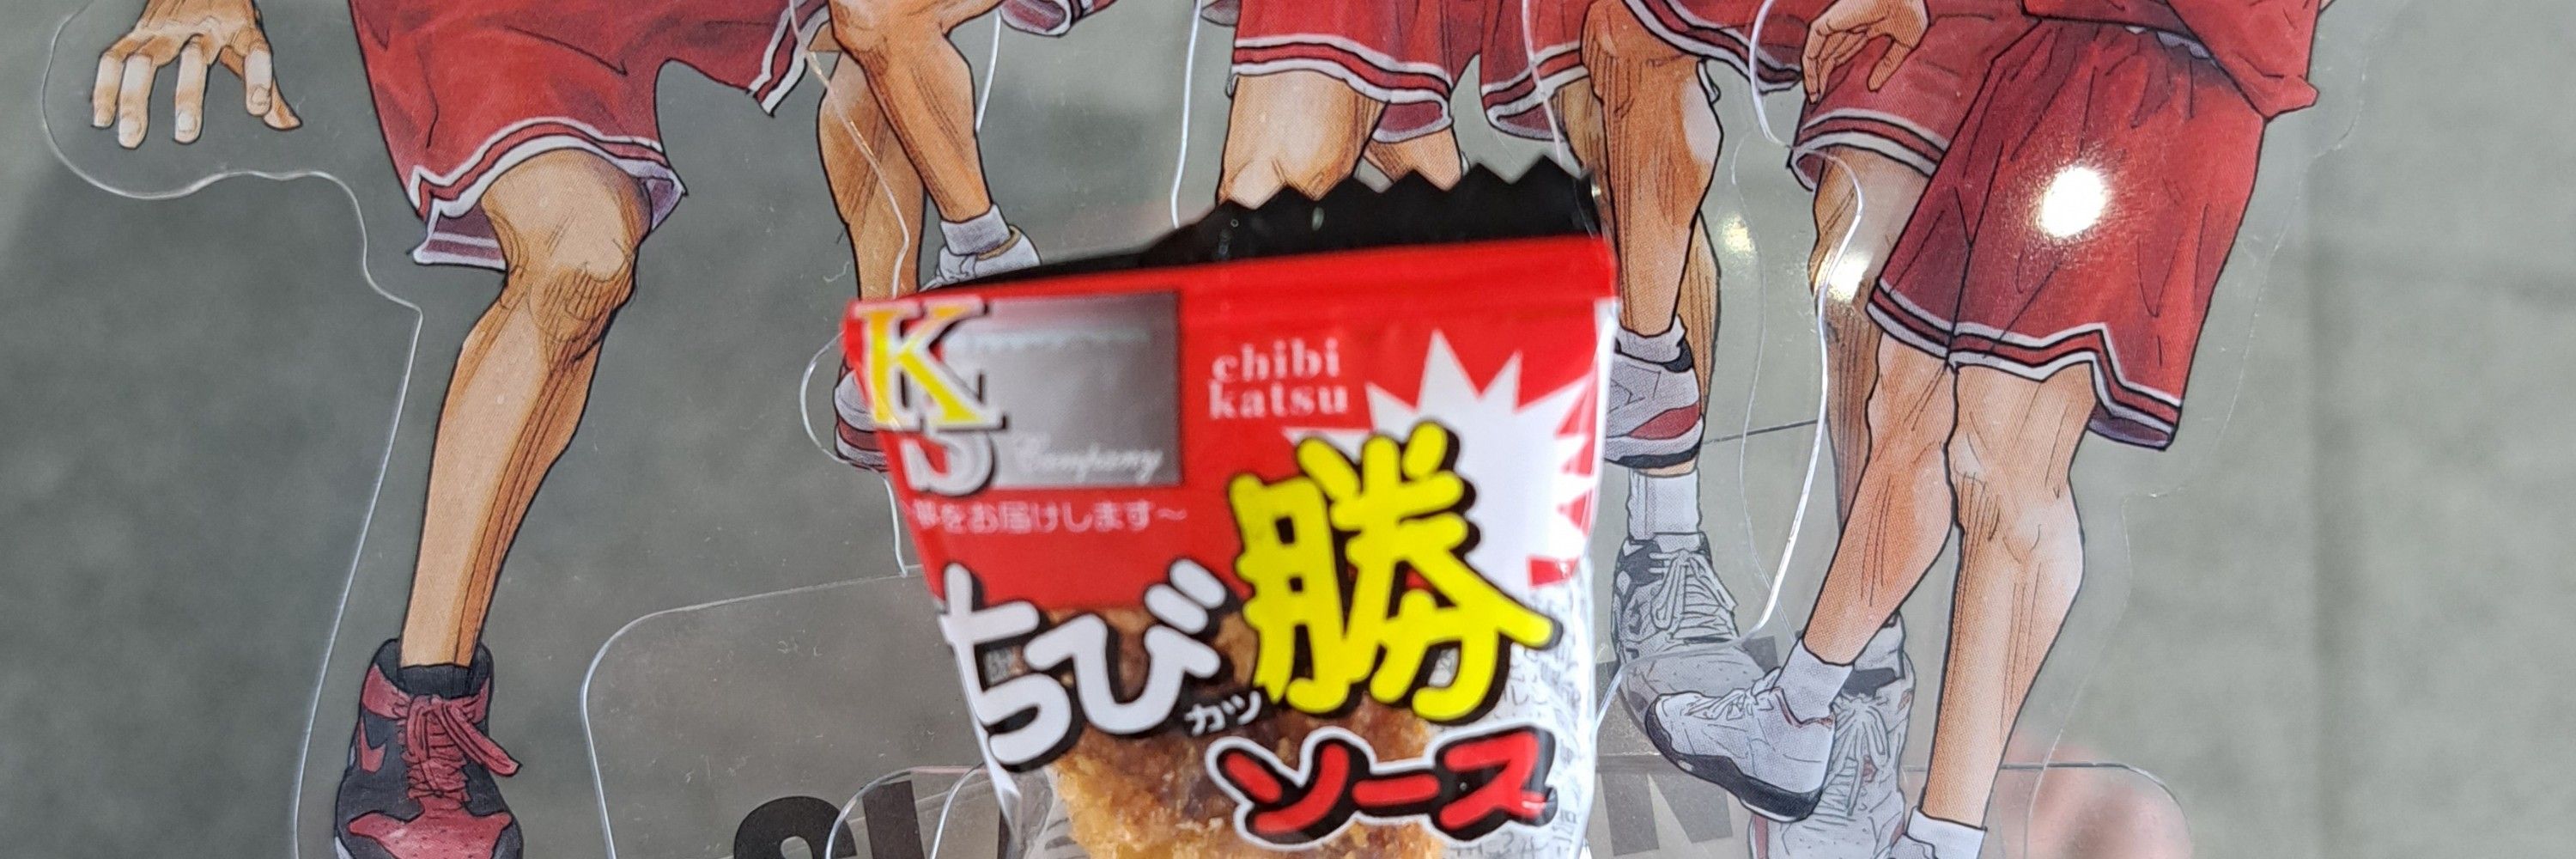 KS
Company
chibi
katsu
夢をお届けします～
ちび勝
カツ
ソース